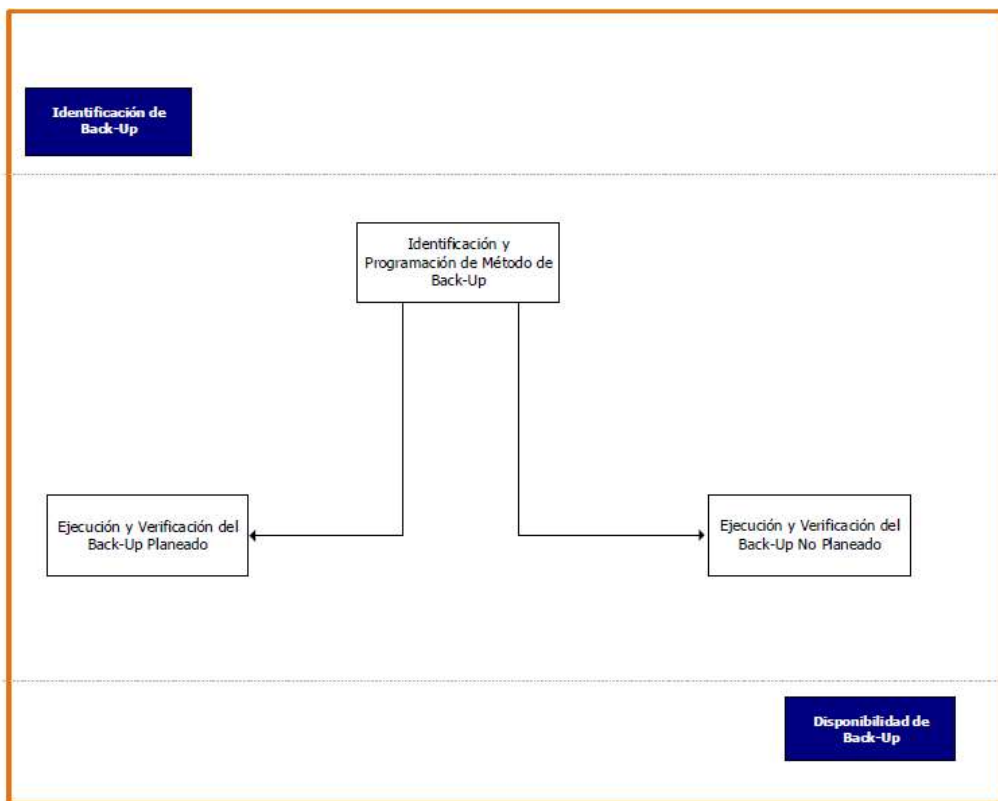 Identificación de
Back-Up
Identificación y
Programación de Método de
Back-Up
Ejecución y Verificación del
Back-Up Planeado
Ejecución y Verificación del
Back-Up No Planeado
Disponibilidad de
Back-Up